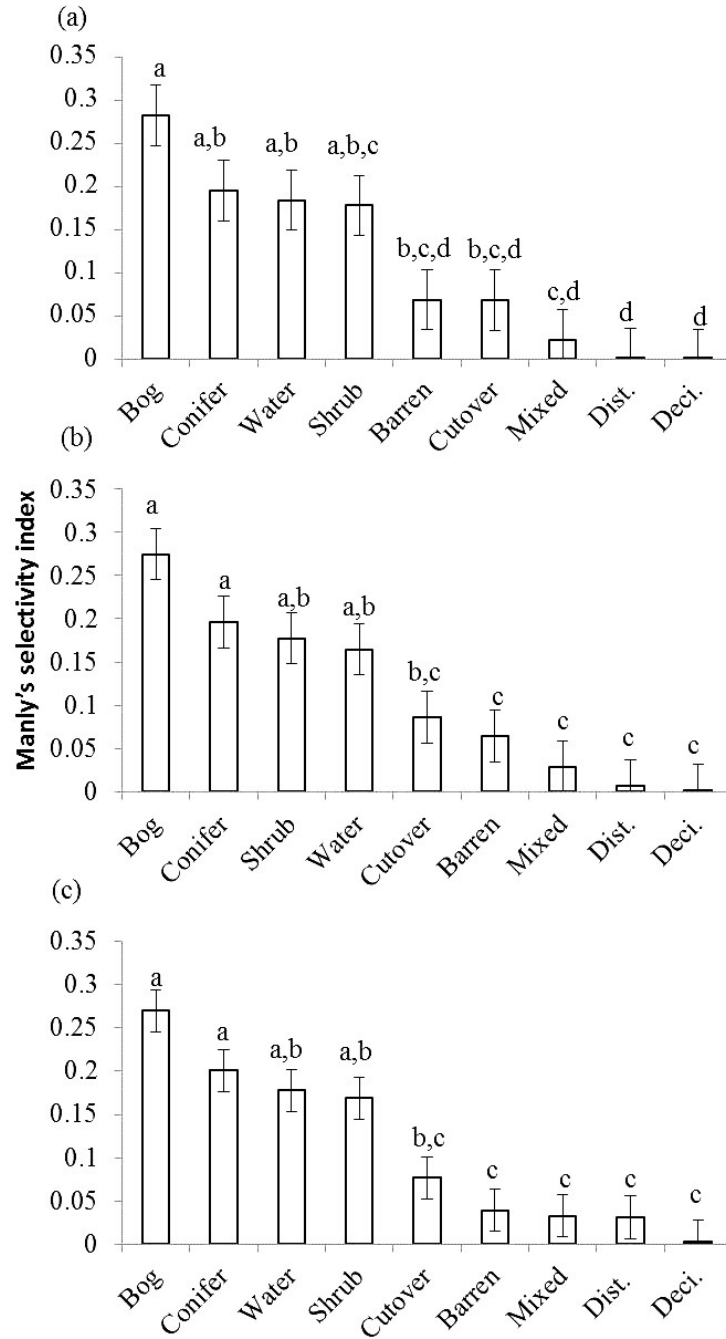 (a)
0.35
0.3
0.25
0.2
0.15
0.1
0.05
0
a
a,b
a,b
a,b,c
b,c,d
b,c,d
c,d
d
d
Bog
Conifer
Water
Shrub
Barren
Cutover
Mixed
Dist.
Deci.
(b)
Manly's selectivity index
0.35
0.3
0.25
0.2
0.15
0.1
0.05
0
a
a
a,b
a,b
b,c
c
c
c
c
Bog
Conifer
Shrub
Water
Cutover
Barren
Mixed
Dist.
Deci.
(c)
0.35
0.3
0.25
0.2
0.15
0.1
0.05
0
a
a
a,b
a,b
b,c
c
c
c
c
Bog
Conifer
Water
Shrub
Cutover
Barren
Mixed
Dist.
Deci.